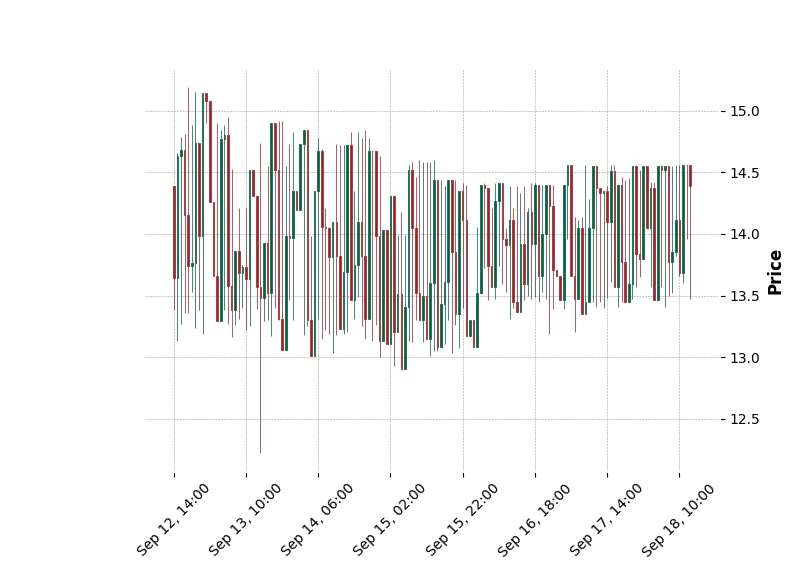 15.0
14.5
14.0
13.5
13.0
12.5
Price
Sep 12, 14:00
Sep 13, 10:00
Sep 14, 06:00
Sep 15, 02:00
Sep 15, 22:00
Sep 16, 18:00
Sep 17, 14:00
Sep 18, 10:00